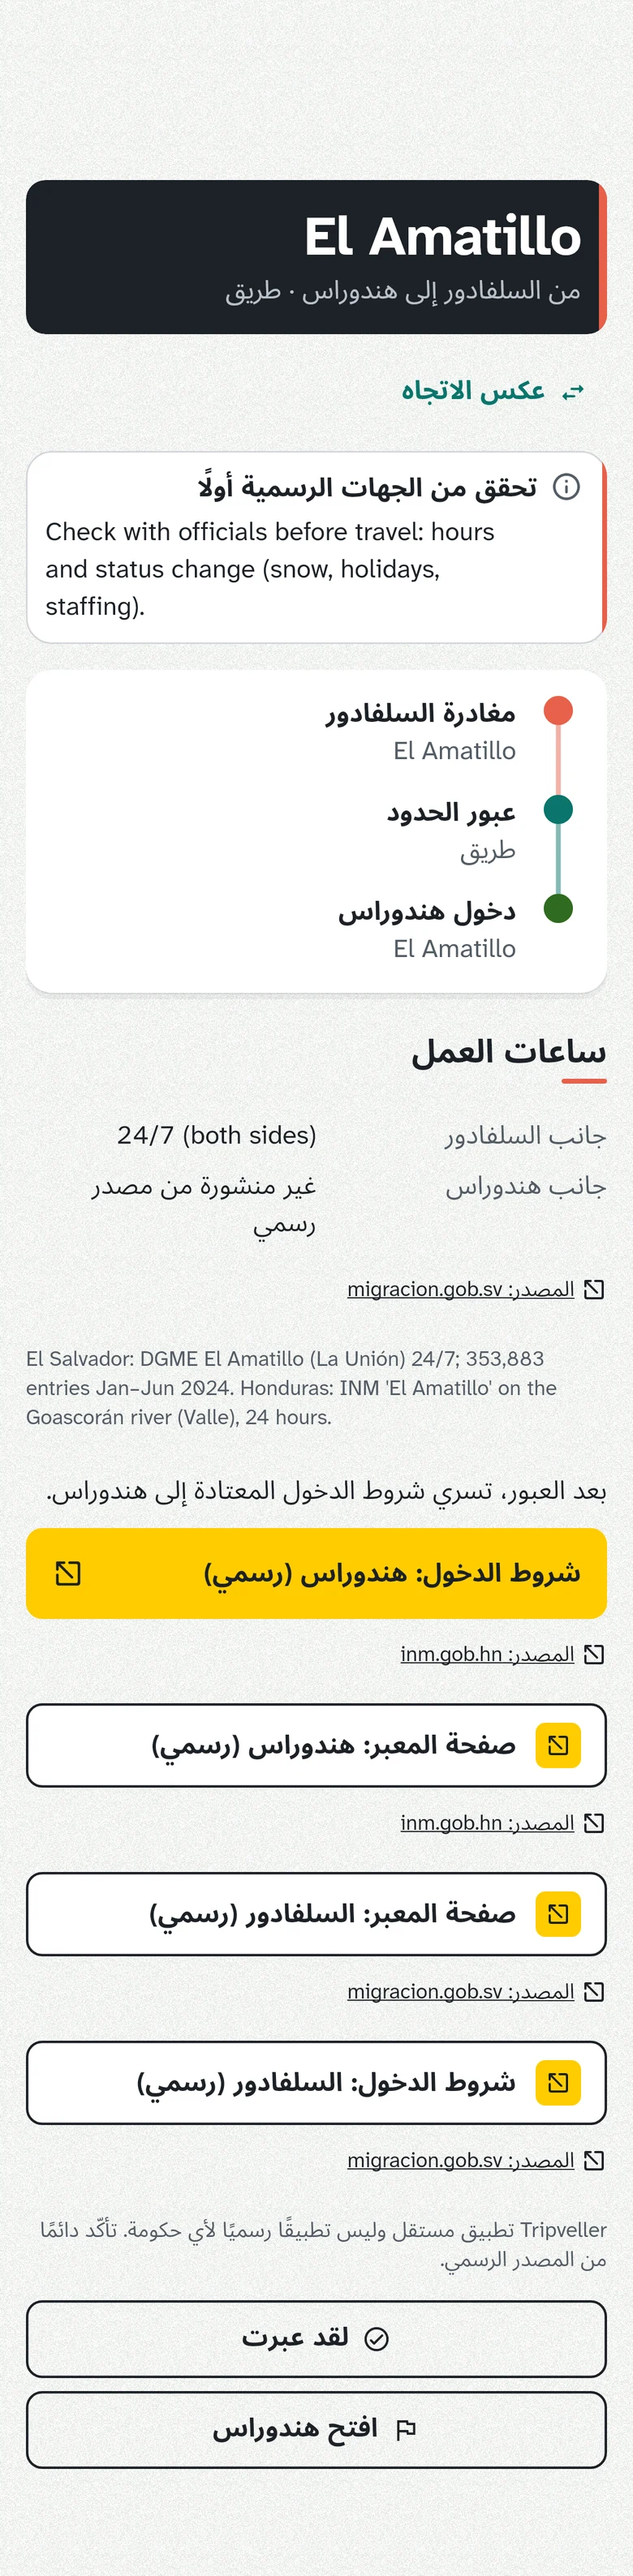 El Amatillo
من السلفادور إلى هندوراس · طريق
عكس الاتجاه
تحقق من الجهات الرسمية أولًا
Check with officials before travel: hours
and status change (snow, holidays,
staffing).
مغادرة السلفادور
El Amatillo
عبور الحدود
طريق
دخول هندوراس
El Amatillo
ساعات العمل
جانب السلفادور
24/7 (both sides)
جانب هندوراس
غير منشورة من مصدر
رسمي
المصدر: migracion.gob.sv
El Salvador: DGME El Amatillo (La Unión) 24/7; 353,883
entries Jan–Jun 2024. Honduras: INM 'El Amatillo' on the
Goascorán river (Valle), 24 hours.
بعد العبور، تسري شروط الدخول المعتادة إلى هندوراس.
شروط الدخول: هندوراس (رسمي)
المصدر: inm.gob.hn
صفحة المعبر: هندوراس (رسمي)
المصدر: inm.gob.hn
صفحة المعبر: السلفادور (رسمي)
المصدر: migracion.gob.sv
شروط الدخول: السلفادور (رسمي)
المصدر: migracion.gob.sv
Tripveller تطبيق مستقل وليس تطبيقًا رسميًا لأي حكومة. تأكّد دائمًا
من المصدر الرسمي.
لقد عبرت
افتح هندوراس